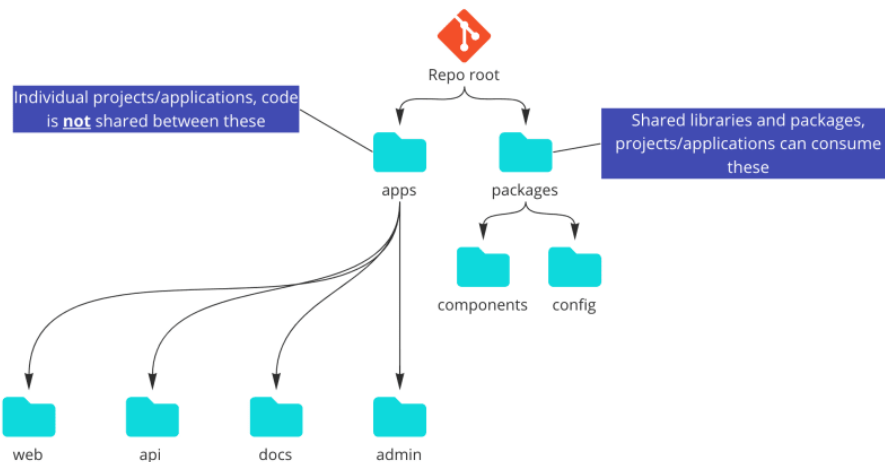 Repo root
Individual projects/applications, code
is not shared between these
Shared libraries and packages,
projects/applications can consume
these
apps
packages
components
config
web
api
docs
admin